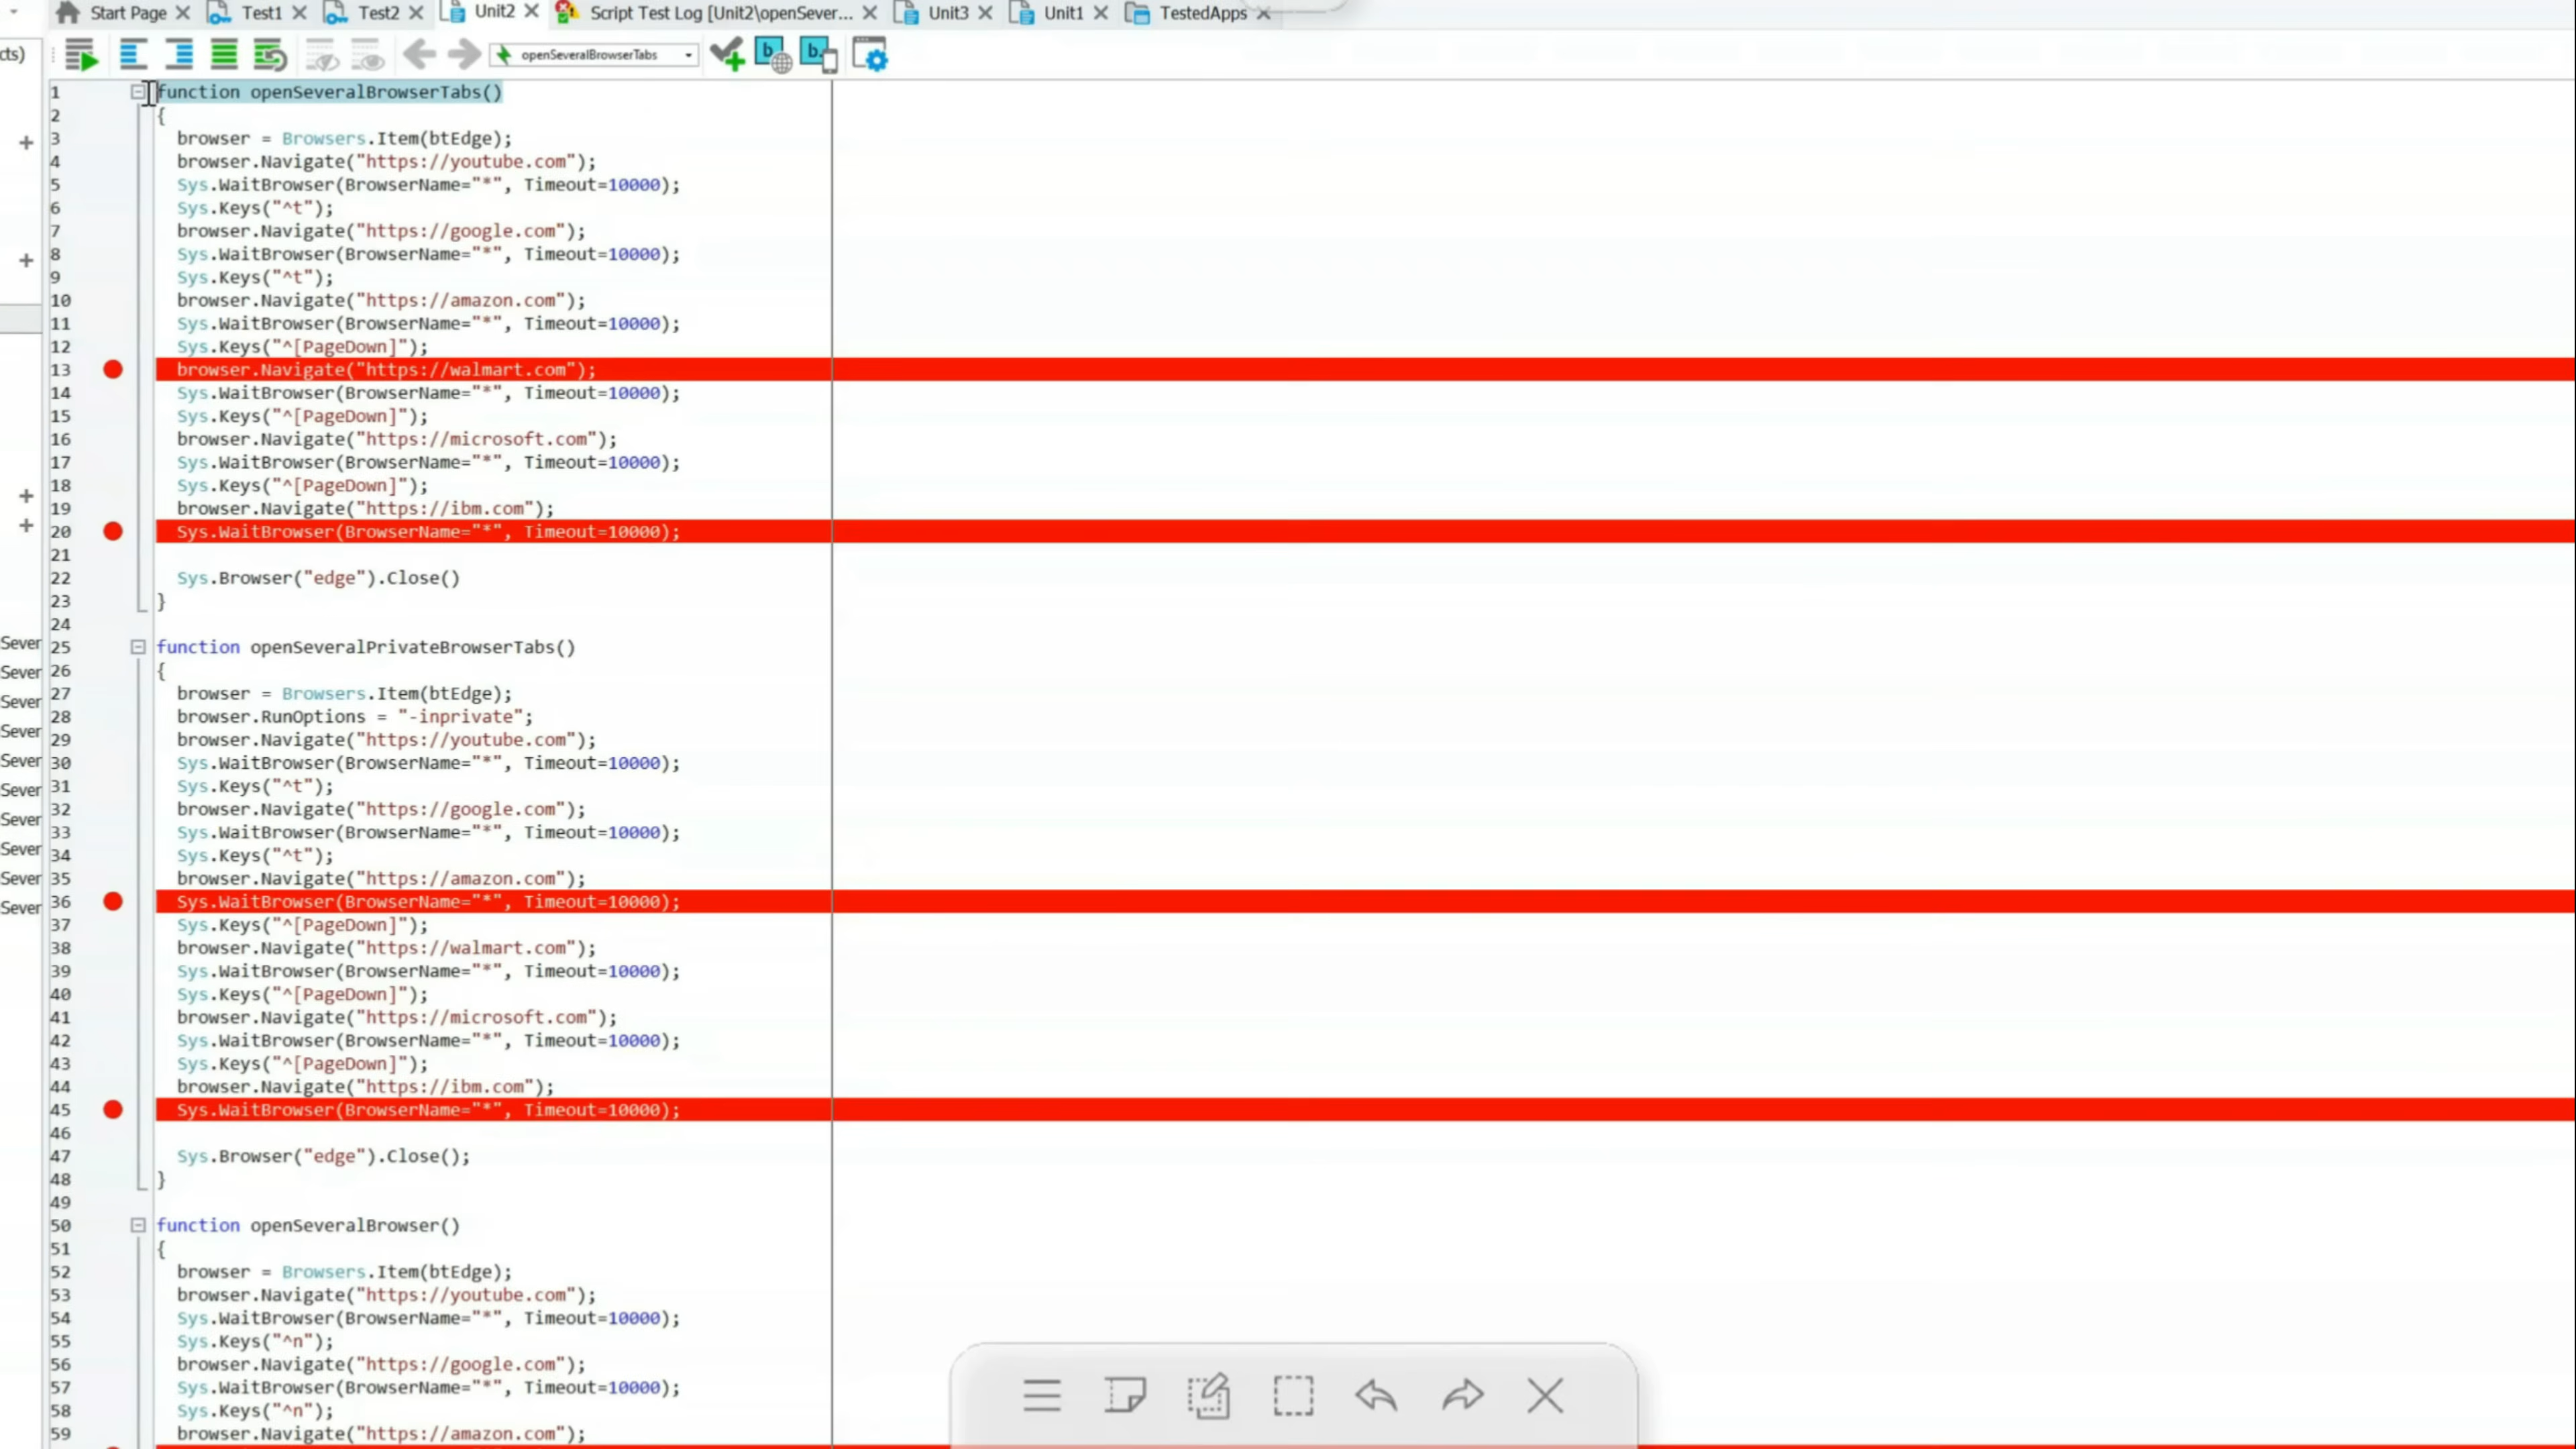 Start Page Test1 Test2 Unit2 Script Test Log [Unit2\openSever... Unit3 Unit1 TestedApps
cts) openSeveralBrowserTabs
1 function openSeveralBrowserTabs()
2 {
3 browser = Browsers.Item(btEdge);
4 browser.Navigate("https://youtube.com");
5 Sys.WaitBrowser(BrowserName="*", Timeout=10000);
6 Sys.Keys("^t");
7 browser.Navigate("https://google.com");
8 Sys.WaitBrowser(BrowserName="*", Timeout=10000);
9 Sys.Keys("^t");
10 browser.Navigate("https://amazon.com");
11 Sys.WaitBrowser(BrowserName="*", Timeout=10000);
12 Sys.Keys("^[PageDown]");
13 browser.Navigate("https://walmart.com");
14 Sys.WaitBrowser(BrowserName="*", Timeout=10000);
15 Sys.Keys("^[PageDown]");
16 browser.Navigate("https://microsoft.com");
17 Sys.WaitBrowser(BrowserName="*", Timeout=10000);
18 Sys.Keys("^[PageDown]");
19 browser.Navigate("https://ibm.com");
20 Sys.WaitBrowser(BrowserName="*", Timeout=10000);
21
22 Sys.Browser("edge").Close()
23 }
24
Sever 25 function openSeveralPrivateBrowserTabs()
Sever 26 {
Sever 27 browser = Browsers.Item(btEdge);
28 browser.RunOptions = "-inprivate";
Sever 29 browser.Navigate("https://youtube.com");
Sever 30 Sys.WaitBrowser(BrowserName="*", Timeout=10000);
Sever 31 Sys.Keys("^t");
32 browser.Navigate("https://google.com");
Sever 33 Sys.WaitBrowser(BrowserName="*", Timeout=10000);
Sever 34 Sys.Keys("^t");
Sever 35 browser.Navigate("https://amazon.com");
Sever 36 Sys.WaitBrowser(BrowserName="*", Timeout=10000);
37 Sys.Keys("^[PageDown]");
38 browser.Navigate("https://walmart.com");
39 Sys.WaitBrowser(BrowserName="*", Timeout=10000);
40 Sys.Keys("^[PageDown]");
41 browser.Navigate("https://microsoft.com");
42 Sys.WaitBrowser(BrowserName="*", Timeout=10000);
43 Sys.Keys("^[PageDown]");
44 browser.Navigate("https://ibm.com");
45 Sys.WaitBrowser(BrowserName="*", Timeout=10000);
46
47 Sys.Browser("edge").Close();
48 }
49
50 function openSeveralBrowser()
51 {
52 browser = Browsers.Item(btEdge);
53 browser.Navigate("https://youtube.com");
54 Sys.WaitBrowser(BrowserName="*", Timeout=10000);
55 Sys.Keys("^n");
56 browser.Navigate("https://google.com");
57 Sys.WaitBrowser(BrowserName="*", Timeout=10000);
58 Sys.Keys("^n");
59 browser.Navigate("https://amazon.com");